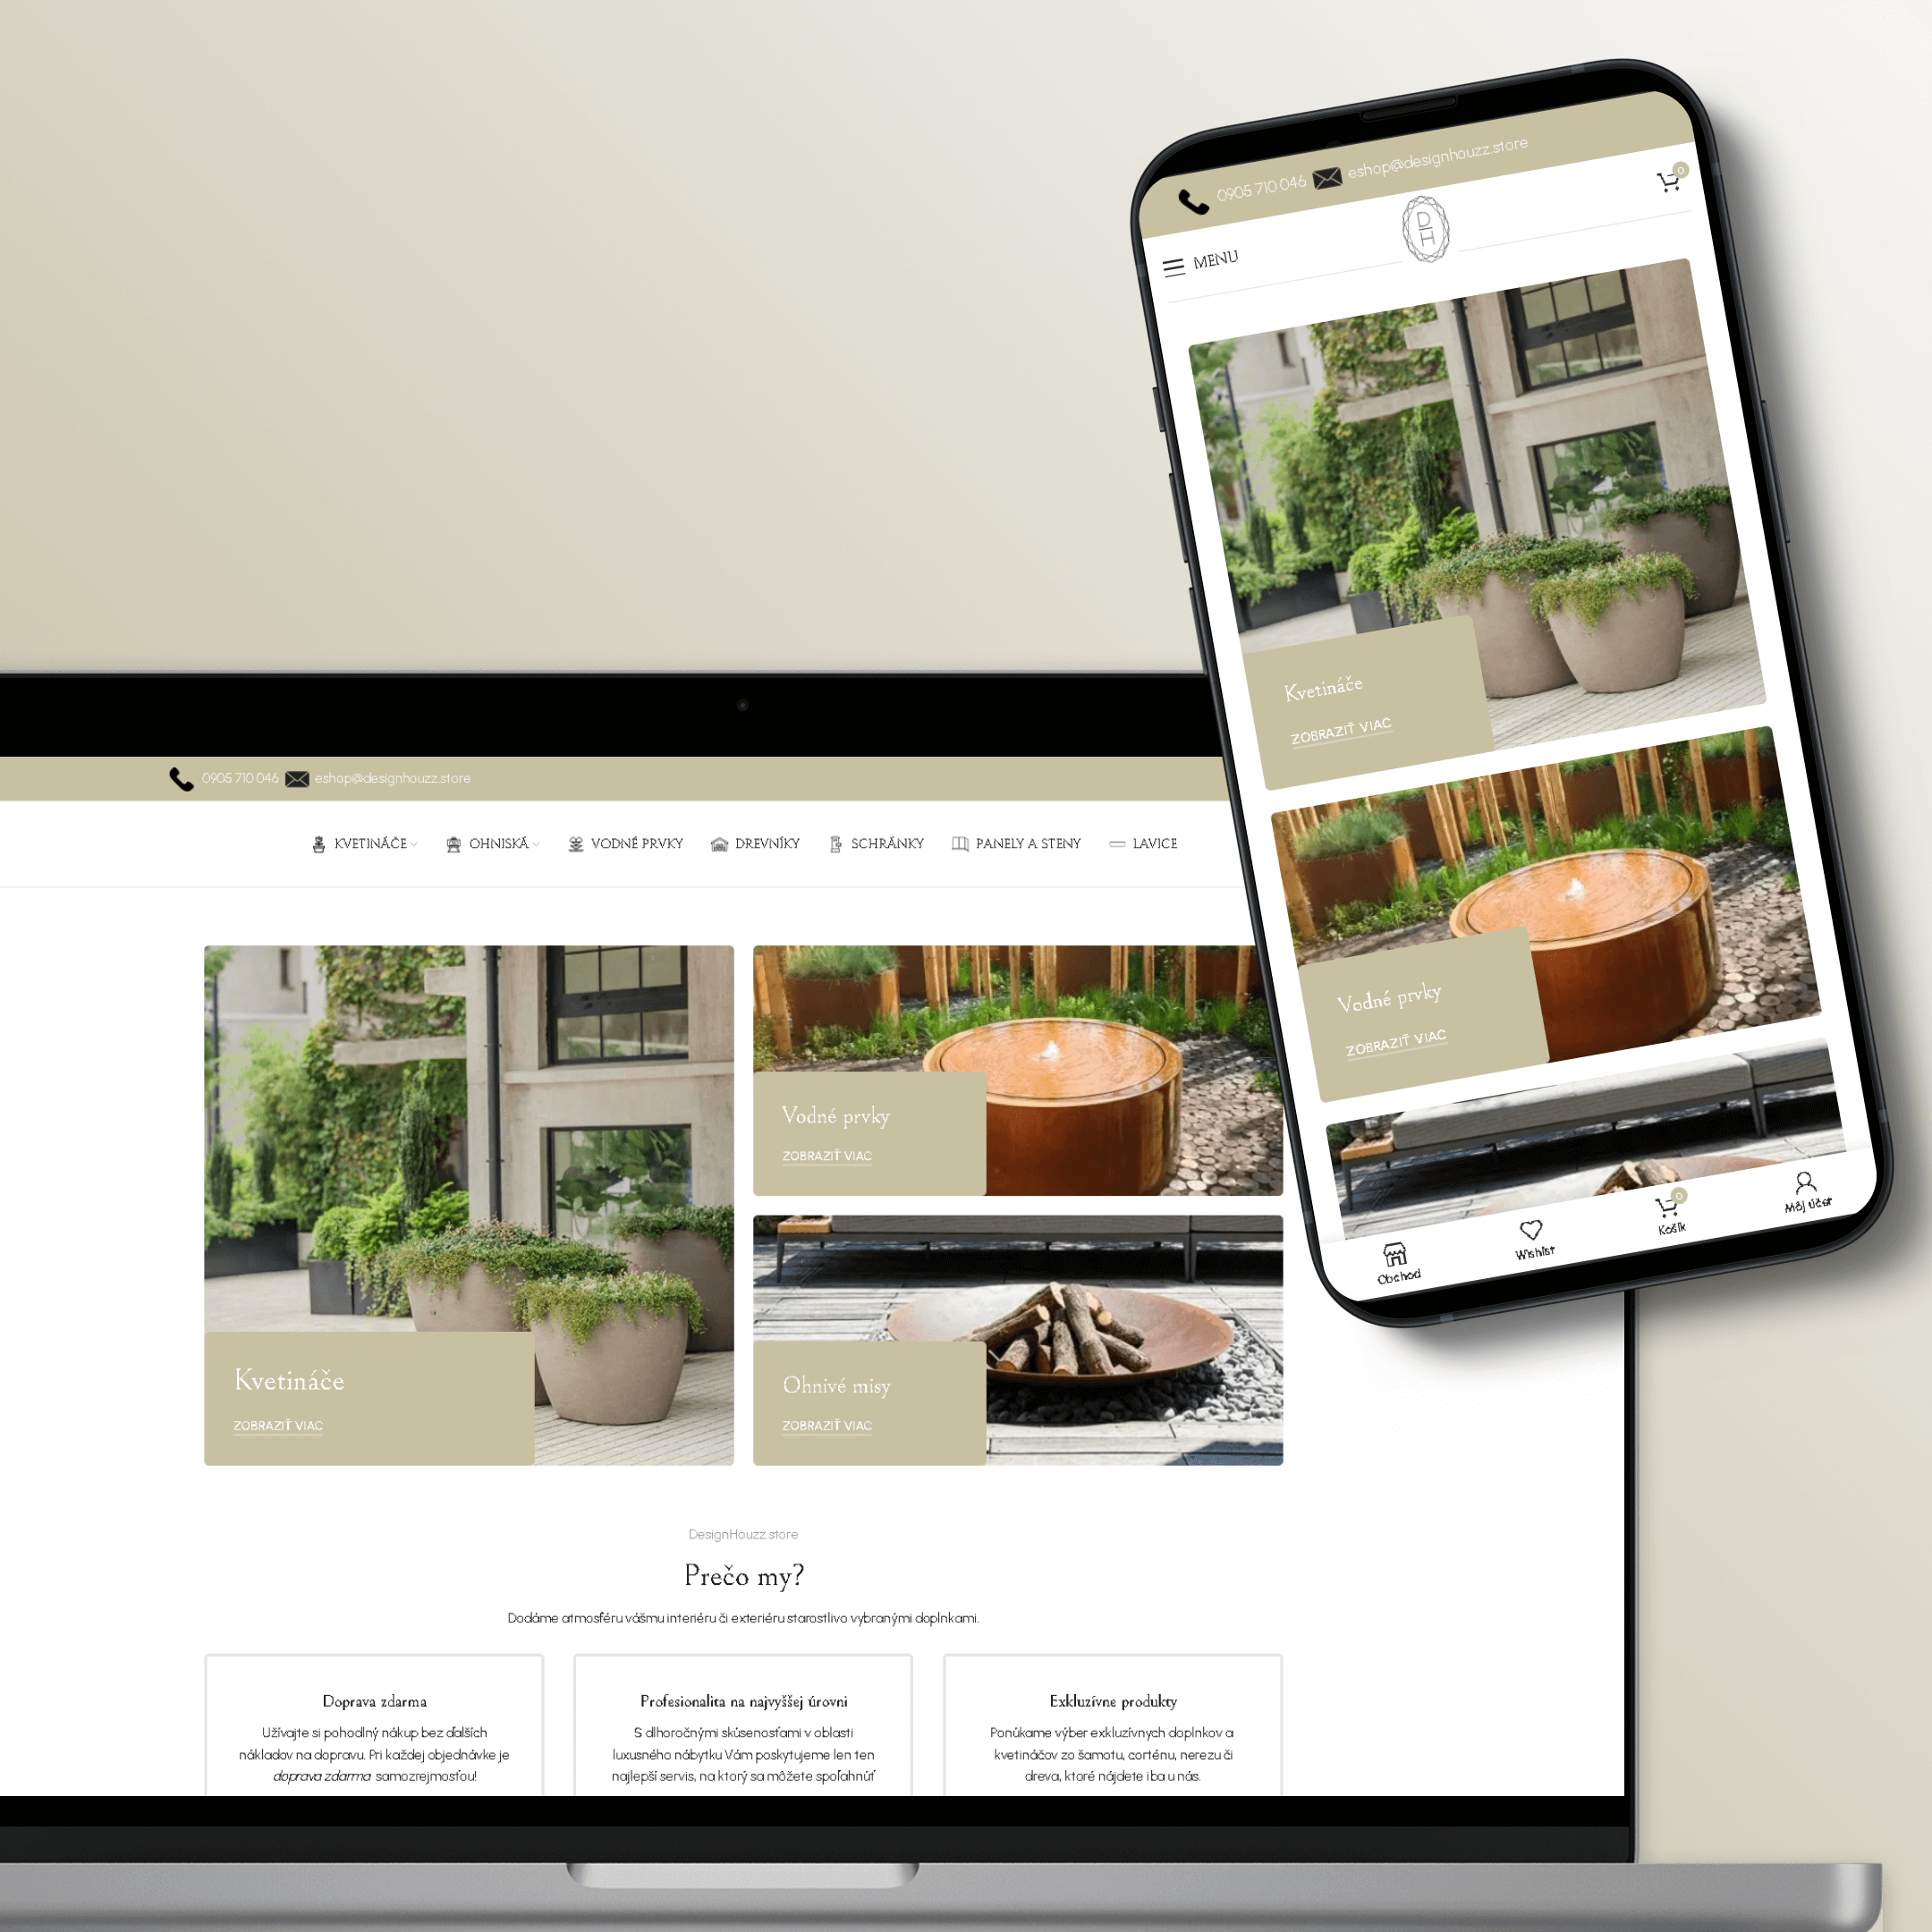 0905 710 046 eshop@designhouzz.store
MENU
D
H
0
Kvetináče
ZOBRAZIŤ VIAC
Vodné prvky
ZOBRAZIŤ VIAC
Obchod
Wishlist
0
Košík
Môj účet
0905 710 046 eshop@designhouzz.store
KVETINÁČE OHNISKÁ VODNÉ PRVKY DREVNÍKY SCHRÁNKY PANELY A STENY LAVICE
Kvetináče
ZOBRAZIŤ VIAC
Vodné prvky
ZOBRAZIŤ VIAC
Ohnivé misy
ZOBRAZIŤ VIAC
DesignHouzz.store
Prečo my?
Dodáme atmosféru vášmu interiéru či exteriéru starostlivo vybranými doplnkami.
Doprava zdarma
Užívajte si pohodlný nákup bez ďalších
nákladov na dopravu. Pri každej objednávke je
doprava zdarma samozrejmosťou!
Profesionalita na najvyššej úrovni
S dlhoročnými skúsenosťami v oblasti
luxusného nábytku Vám poskytujeme len ten
najlepší servis, na ktorý sa môžete spoľahnúť
Exkluzívne produkty
Ponúkame výber exkluzívnych doplnkov a
kvetináčov zo šamotu, corténu, nerezu či
dreva, ktoré nájdete iba u nás.